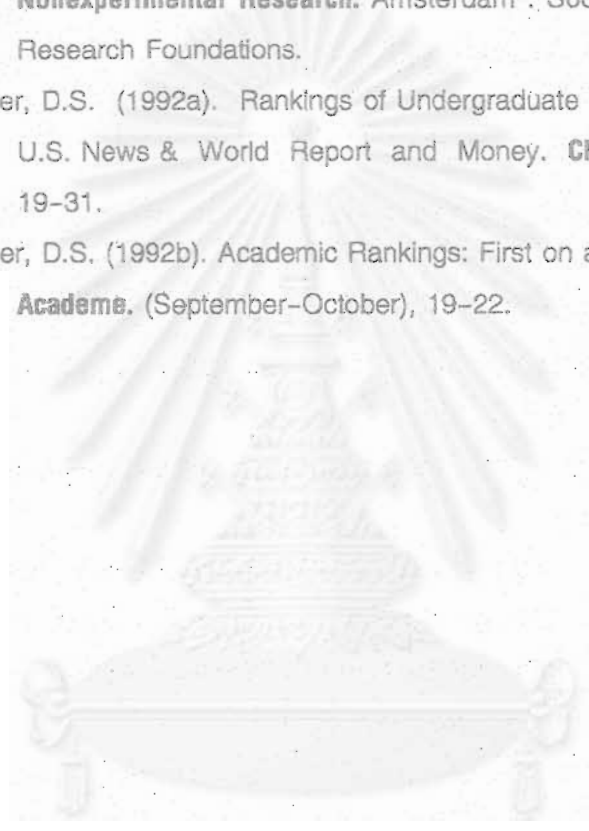 Nonexperimental Research. Amsterdam : Soc
Research Foundations.
er, D.S. (1992a). Rankings of Undergraduate
U.S. News & World Report and Money. Ch
19–31.
er, D.S. (1992b). Academic Rankings: First on a
Academe. (September–October), 19–22.